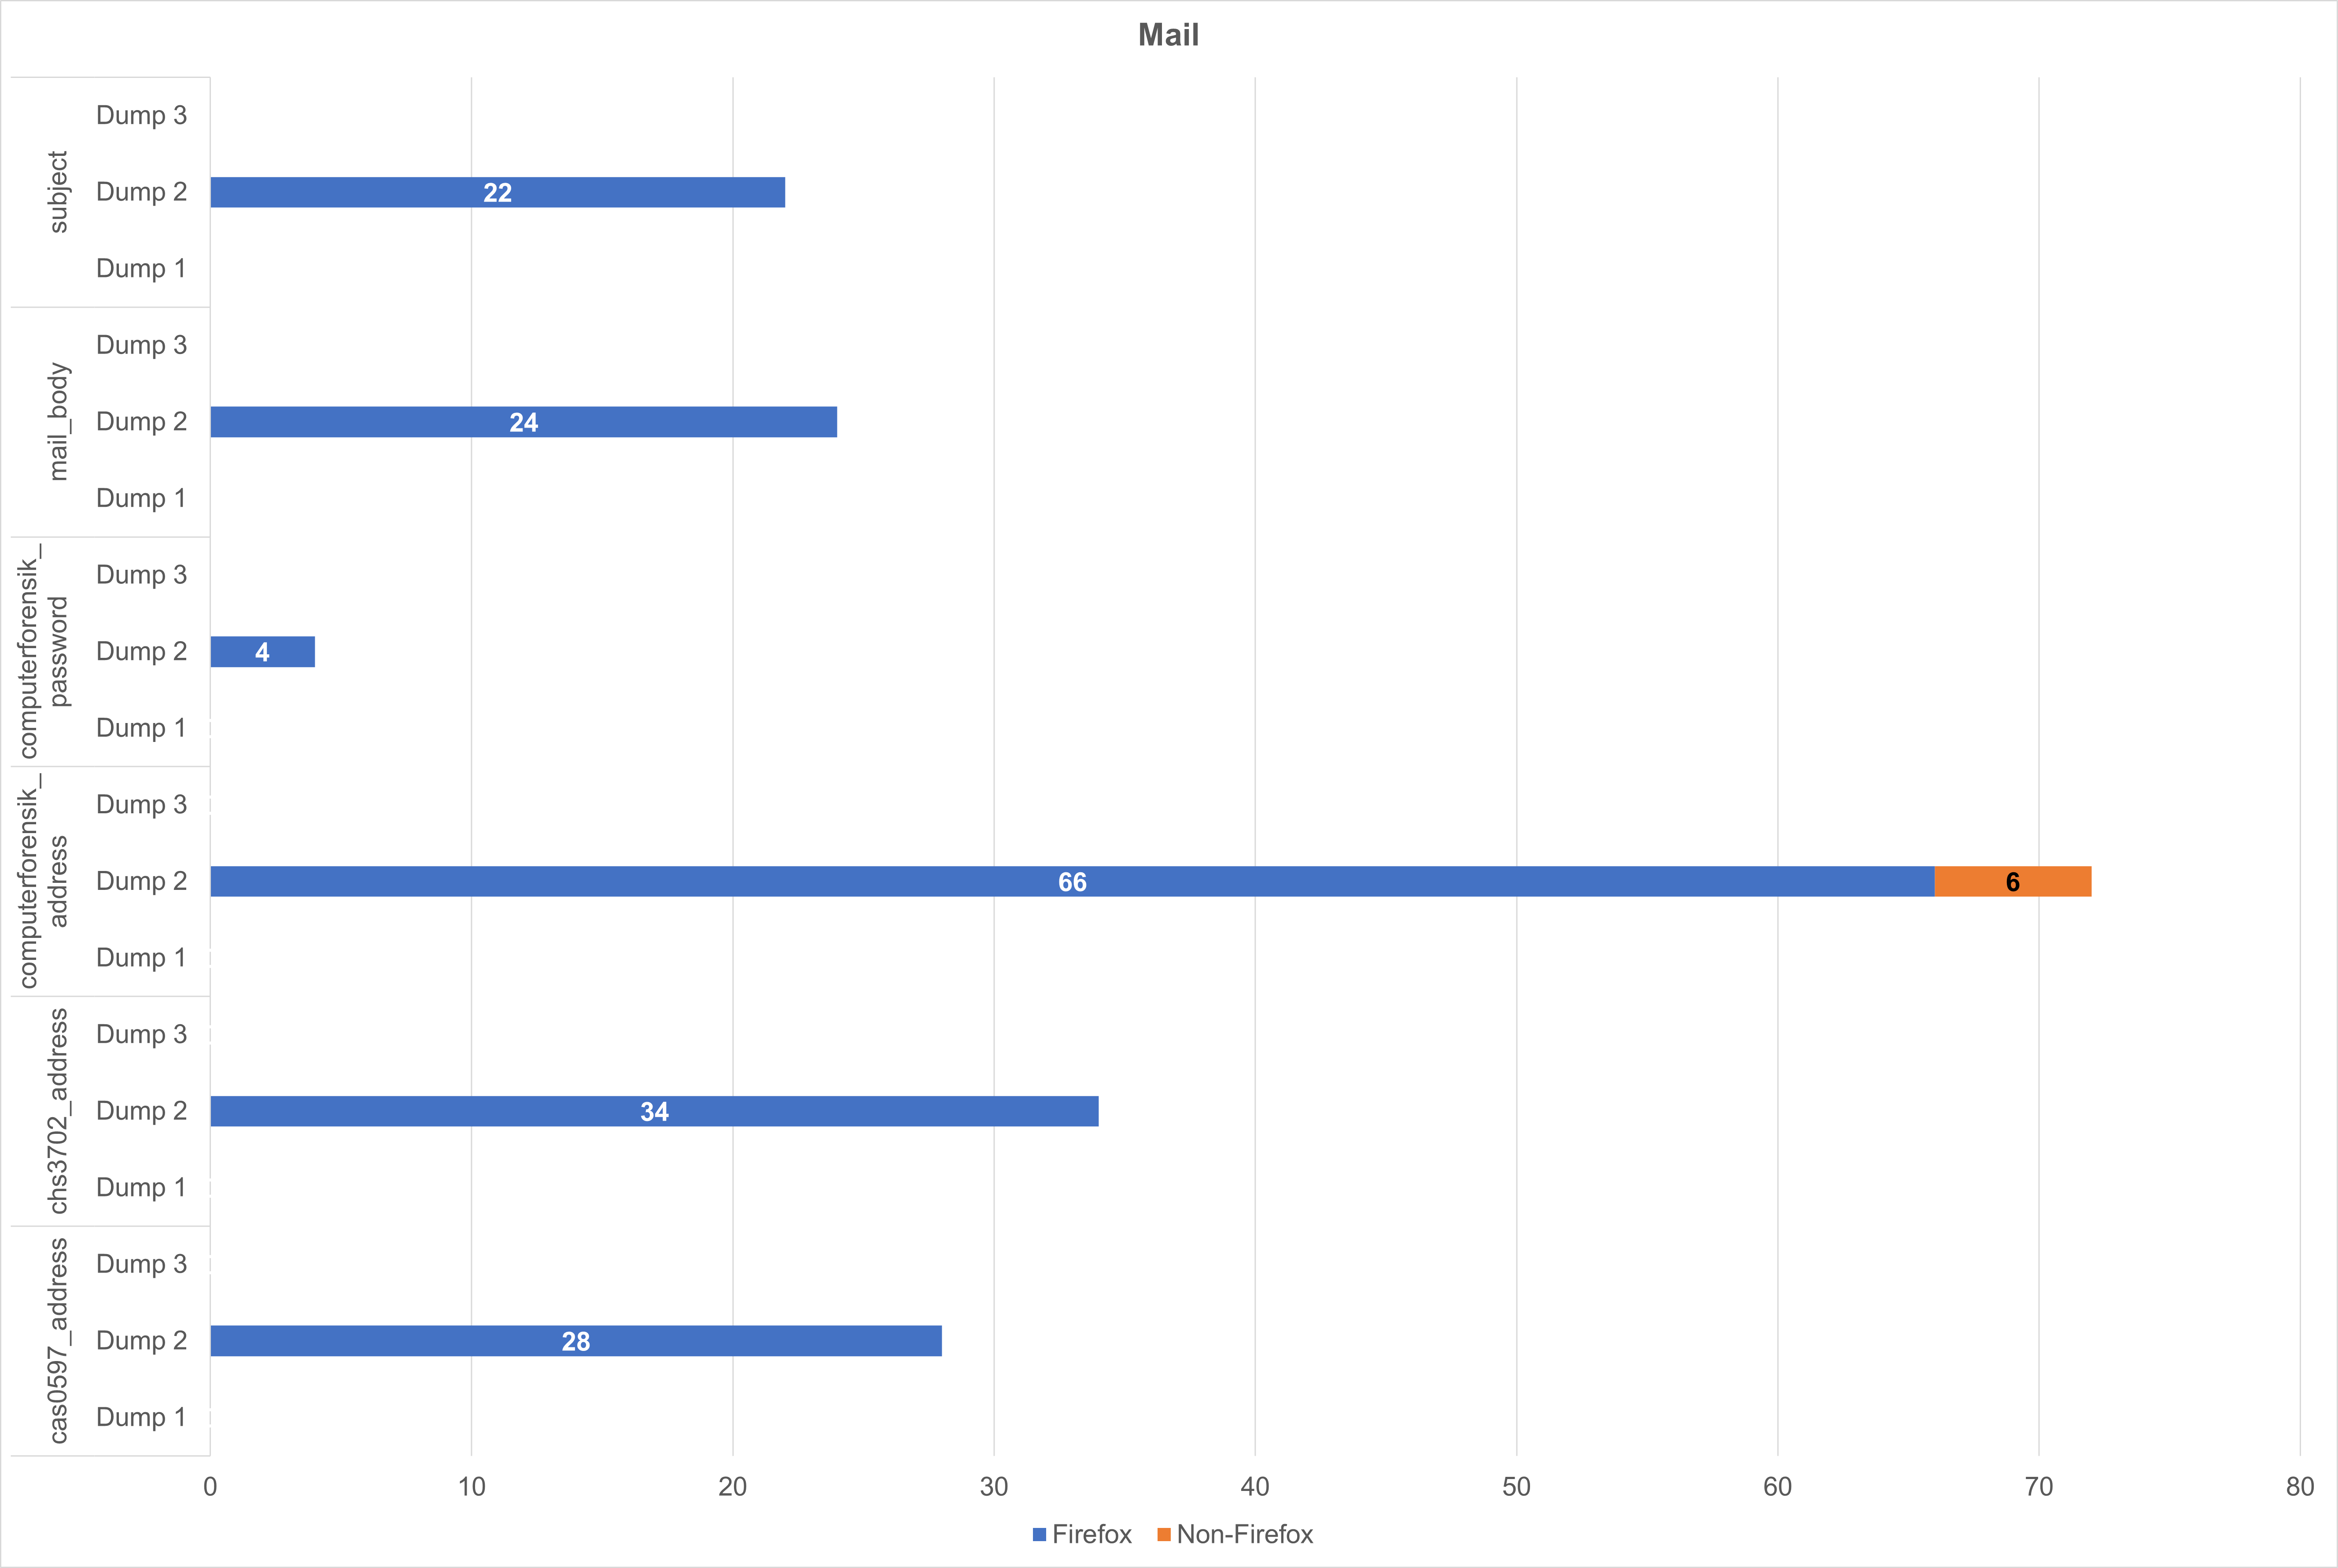 Mail
subject
Dump 3
Dump 2
22
Dump 1
mail_body
Dump 3
Dump 2
24
Dump 1
computerforensik_
password
Dump 3
Dump 2
4
Dump 1
computerforensik_
address
Dump 3
Dump 2
66
6
Dump 1
chs3702_address
Dump 3
Dump 2
34
Dump 1
cas0597_address
Dump 3
Dump 2
28
Dump 1
0 10 20 30 40 50 60 70 80
Firefox Non-Firefox